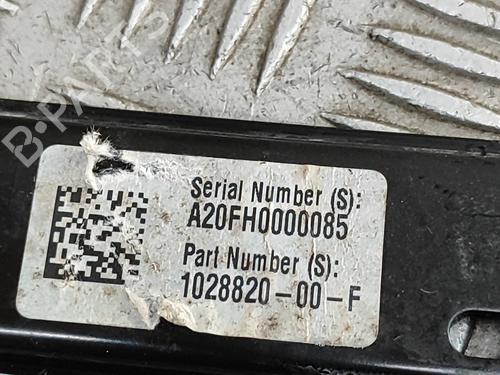 B-PARTS
Serial Number (S):
A20FH0000085
Part Number (S):
1028820-00-F